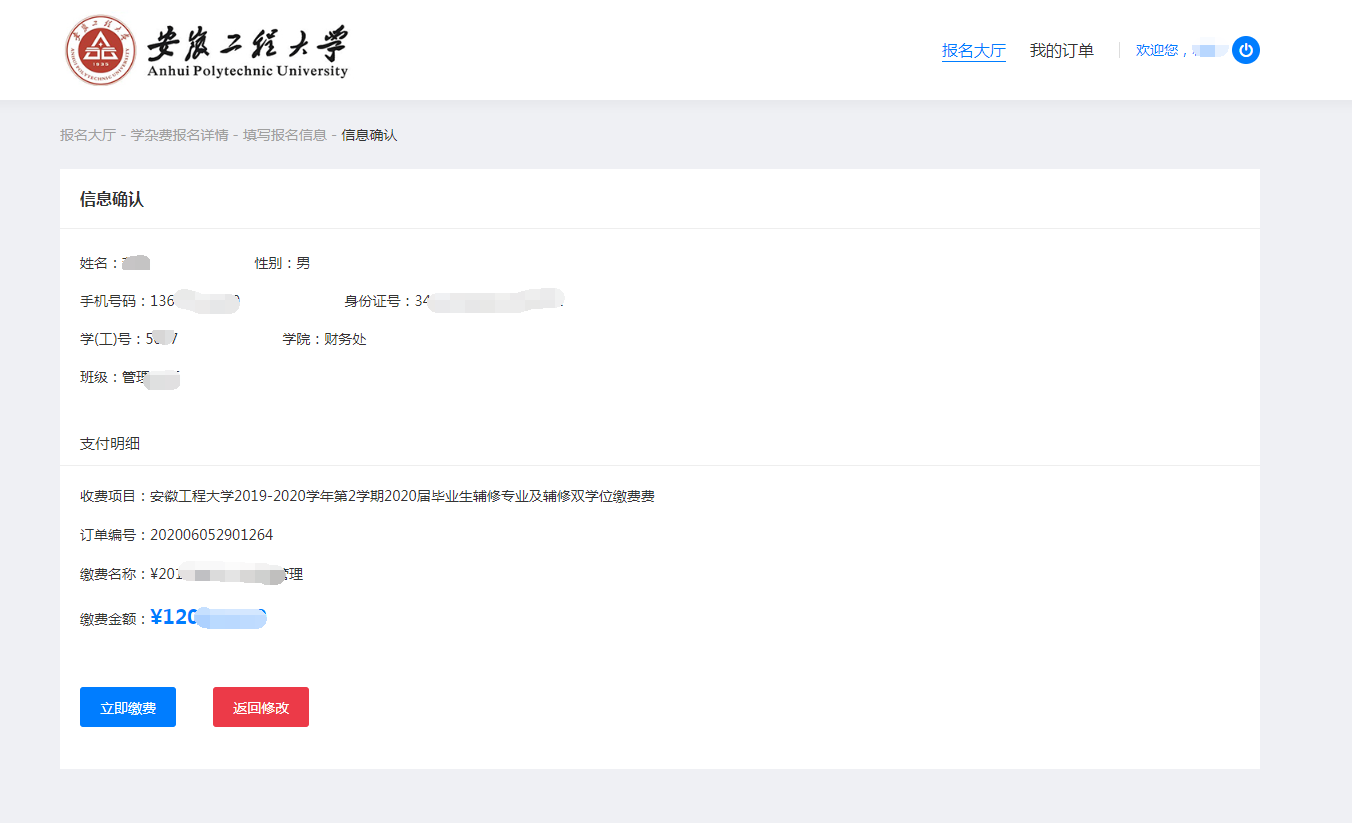 安徽工程大学
Anhui Polytechnic University
报名大厅 我的订单 欢迎您，
报名大厅 - 学杂费报名详情 - 填写报名信息 - 信息确认
信息确认
姓名： 性别：男
手机号码：136 身份证号：34
学(工)号：5 7 学院：财务处
班级：管理
支付明细
收费项目：安徽工程大学2019-2020学年第2学期2020届毕业生辅修专业及辅修双学位缴费费
订单编号：202006052901264
缴费名称：¥201 管理
缴费金额：¥120
立即缴费 返回修改